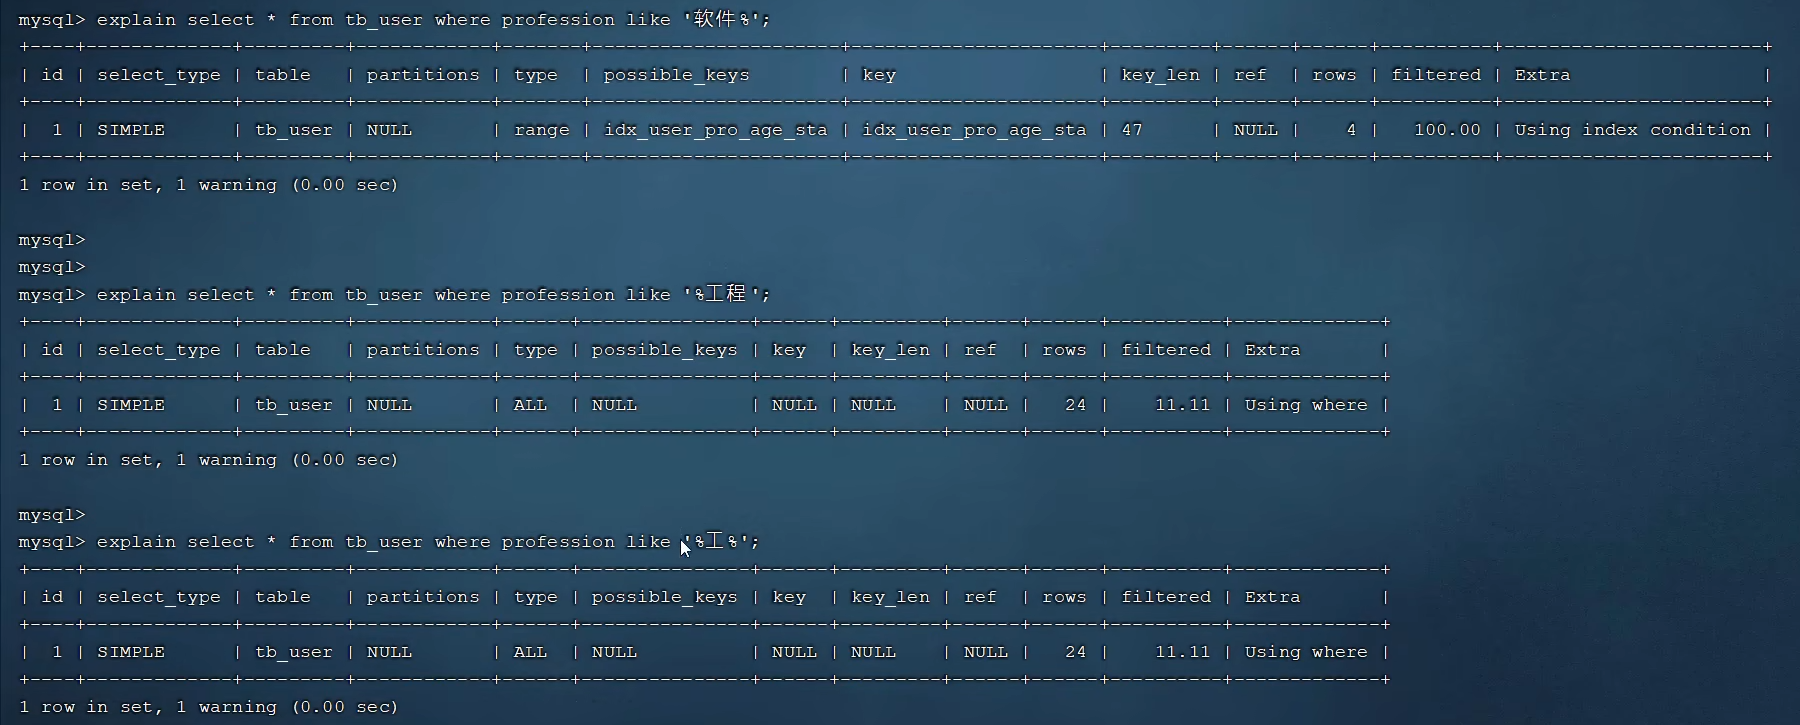 mysql> explain select * from tb_user where profession like '软件%';
+----+-------------+---------+------------+-------+----------------------+----------------------+---------+------+------+----------+-----------------------+
| id | select_type | table   | partitions | type  | possible_keys        | key                  | key_len | ref  | rows | filtered | Extra                 |
+----+-------------+---------+------------+-------+----------------------+----------------------+---------+------+------+----------+-----------------------+
|  1 | SIMPLE      | tb_user | NULL       | range | idx_user_pro_age_sta | idx_user_pro_age_sta | 47      | NULL |    4 |   100.00 | Using index condition |
+----+-------------+---------+------------+-------+----------------------+----------------------+---------+------+------+----------+-----------------------+
1 row in set, 1 warning (0.00 sec)
mysql>
mysql>
mysql> explain select * from tb_user where profession like '%工程';
+----+-------------+---------+------------+------+---------------+------+---------+------+------+----------+-------------+
| id | select_type | table   | partitions | type | possible_keys | key  | key_len | ref  | rows | filtered | Extra       |
+----+-------------+---------+------------+------+---------------+------+---------+------+------+----------+-------------+
|  1 | SIMPLE      | tb_user | NULL       | ALL  | NULL          | NULL | NULL    | NULL |   24 |    11.11 | Using where |
+----+-------------+---------+------------+------+---------------+------+---------+------+------+----------+-------------+
1 row in set, 1 warning (0.00 sec)
mysql>
mysql> explain select * from tb_user where profession like '%工%';
+----+-------------+---------+------------+------+---------------+------+---------+------+------+----------+-------------+
| id | select_type | table   | partitions | type | possible_keys | key  | key_len | ref  | rows | filtered | Extra       |
+----+-------------+---------+------------+------+---------------+------+---------+------+------+----------+-------------+
|  1 | SIMPLE      | tb_user | NULL       | ALL  | NULL          | NULL | NULL    | NULL |   24 |    11.11 | Using where |
+----+-------------+---------+------------+------+---------------+------+---------+------+------+----------+-------------+
1 row in set, 1 warning (0.00 sec)